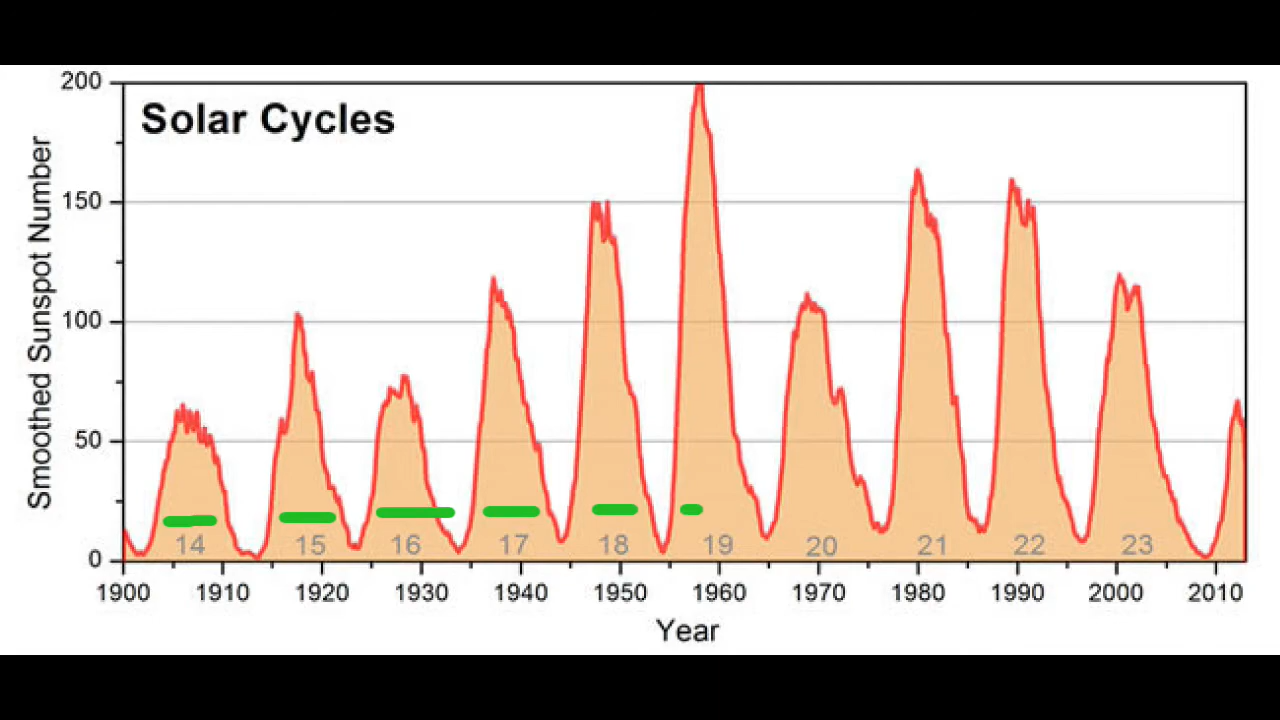 Solar Cycles
Smoothed Sunspot Number
200
150
100
50
0
14 15 16 17 18 19 20 21 22 23
1900 1910 1920 1930 1940 1950 1960 1970 1980 1990 2000 2010
Year